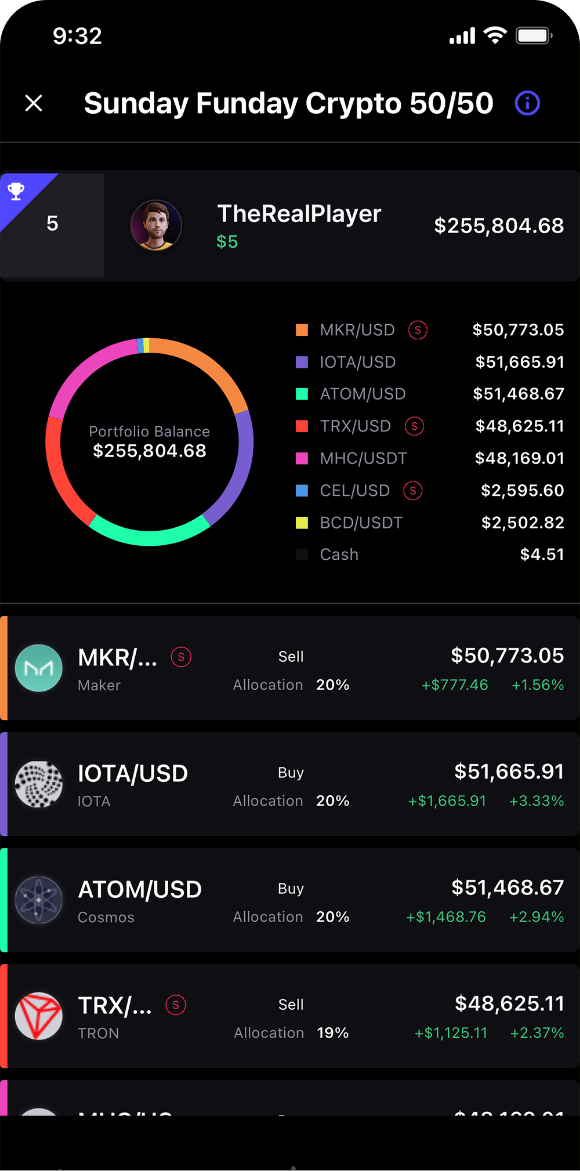 9:32
Sunday Funday Crypto 50/50
5
TheRealPlayer
$5
$255,804.68
Portfolio Balance
$255,804.68
MKR/USD S $50,773.05
IOTA/USD $51,665.91
ATOM/USD $51,468.67
TRX/USD S $48,625.11
MHC/USDT $48,169.01
CEL/USD S $2,595.60
BCD/USDT $2,502.82
Cash $4.51
MKR/... S Sell $50,773.05
Maker Allocation 20% +$777.46 +1.56%
IOTA/USD Buy $51,665.91
IOTA Allocation 20% +$1,665.91 +3.33%
ATOM/USD Buy $51,468.67
Cosmos Allocation 20% +$1,468.76 +2.94%
TRX/... S Sell $48,625.11
TRON Allocation 19% +$1,125.11 +2.37%